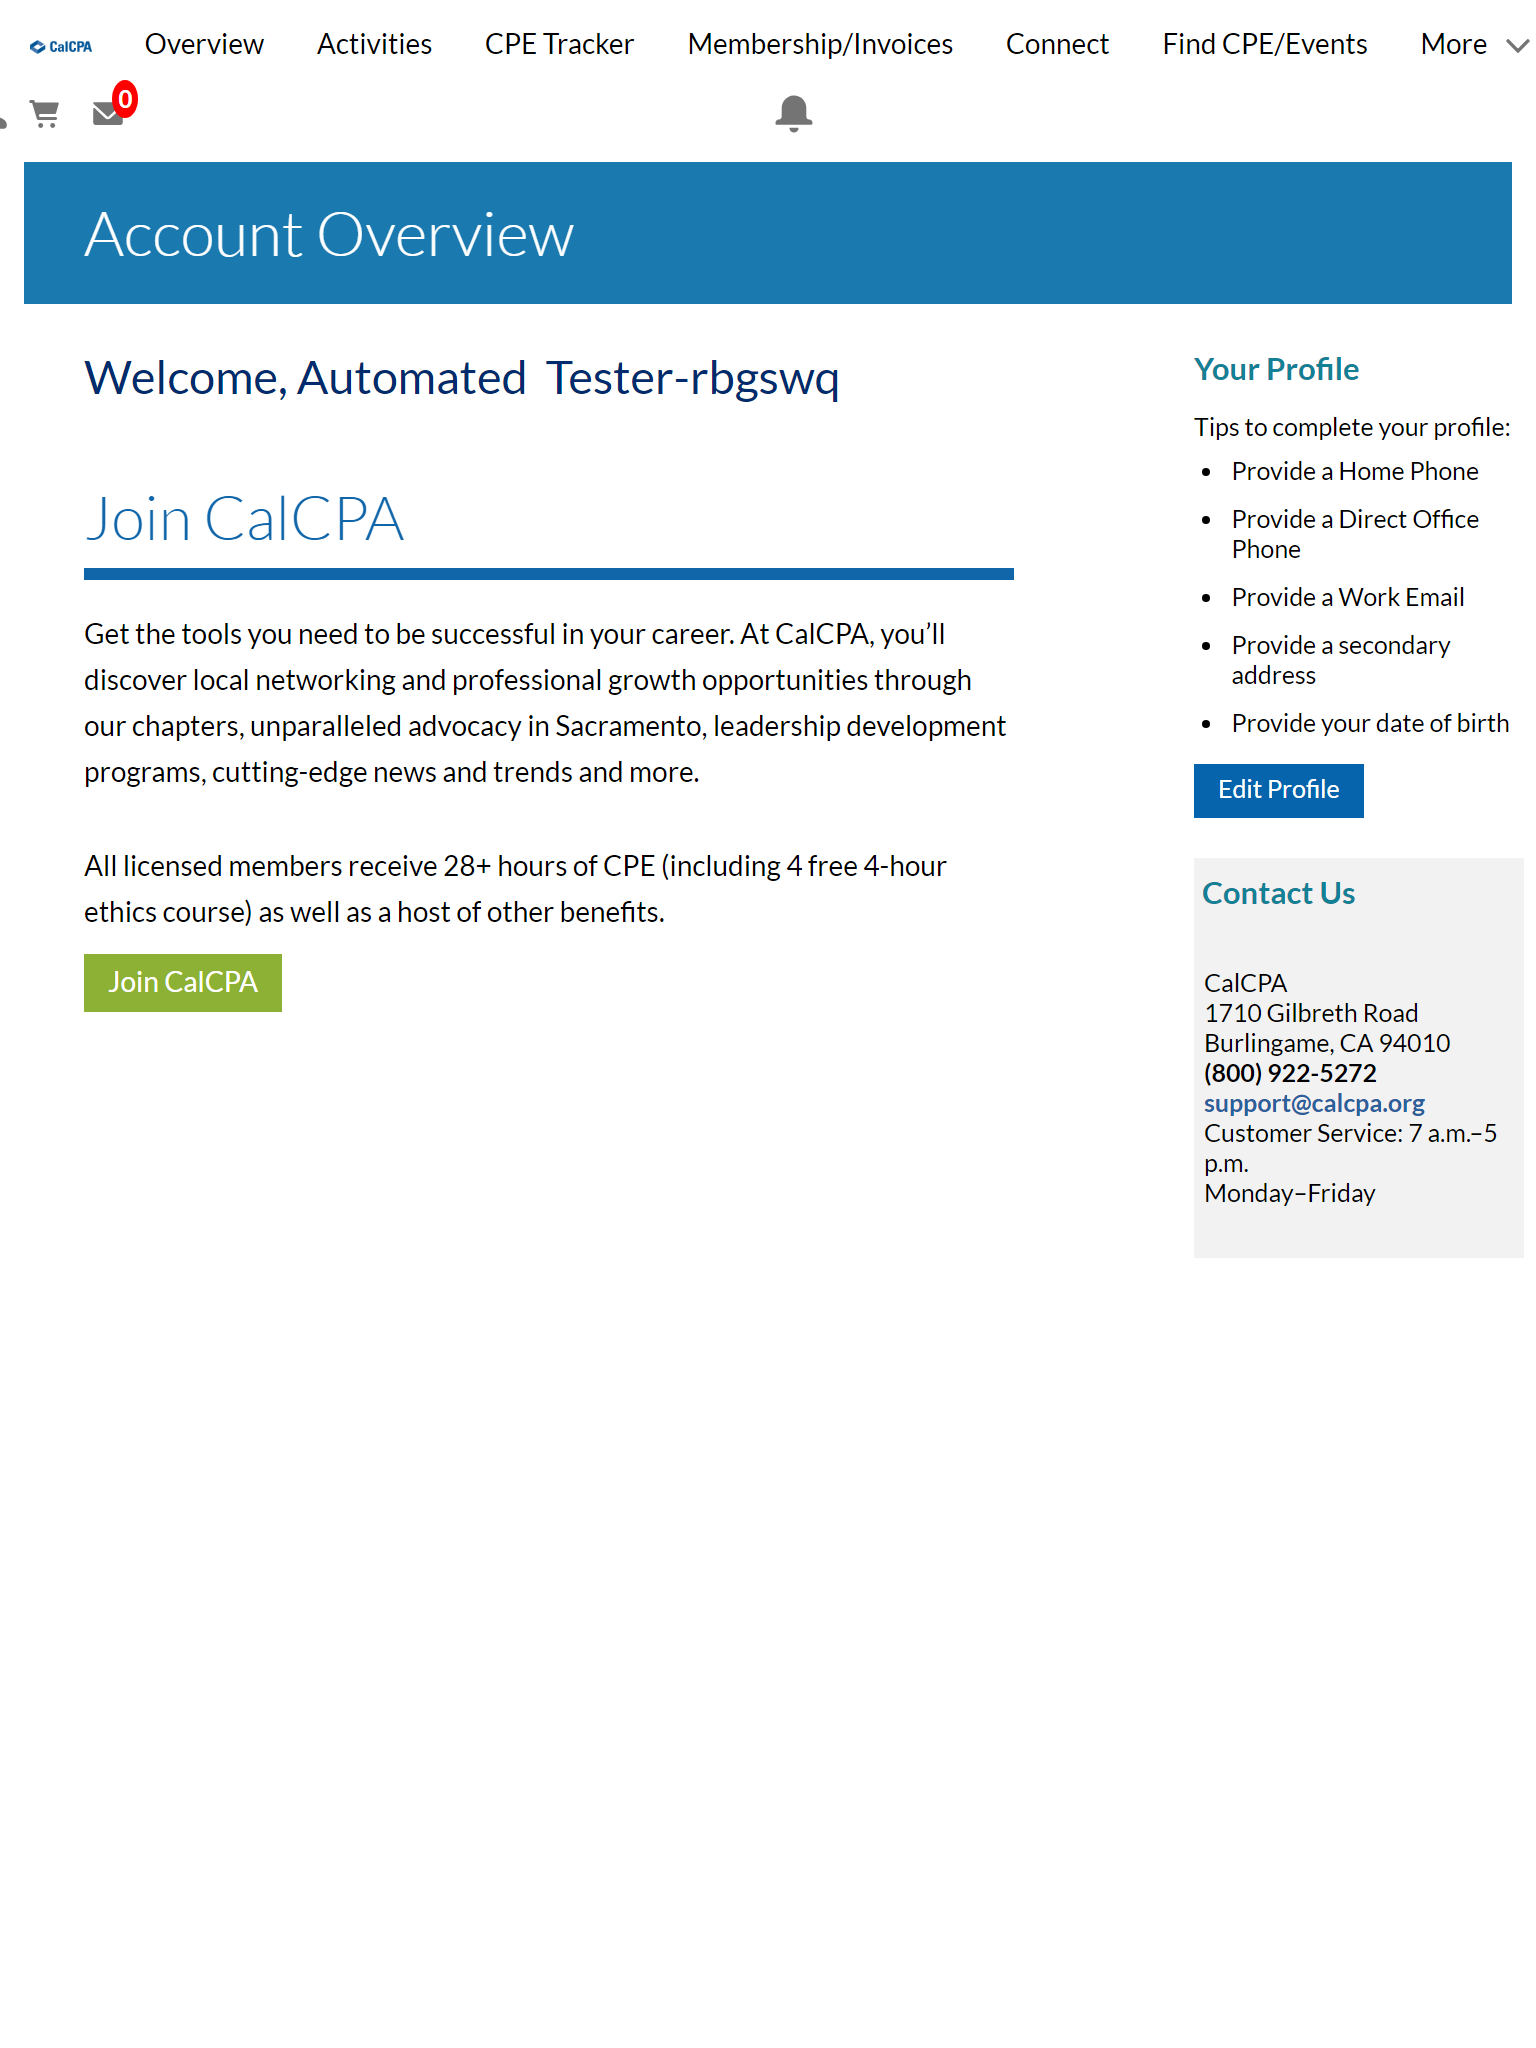 CalCPA Overview Activities CPE Tracker Membership/Invoices Connect Find CPE/Events More
0
Account Overview
Welcome, Automated Tester-rbgswq
Join CalCPA
Get the tools you need to be successful in your career. At CalCPA, you’ll
discover local networking and professional growth opportunities through
our chapters, unparalleled advocacy in Sacramento, leadership development
programs, cutting-edge news and trends and more.
All licensed members receive 28+ hours of CPE (including 4 free 4-hour
ethics course) as well as a host of other benefits.
Join CalCPA
Your Profile
Tips to complete your profile:
Provide a Home Phone
Provide a Direct Office
Phone
Provide a Work Email
Provide a secondary
address
Provide your date of birth
Edit Profile
Contact Us
CalCPA
1710 Gilbreth Road
Burlingame, CA 94010
(800) 922-5272
support@calcpa.org
Customer Service: 7 a.m.–5
p.m.
Monday–Friday